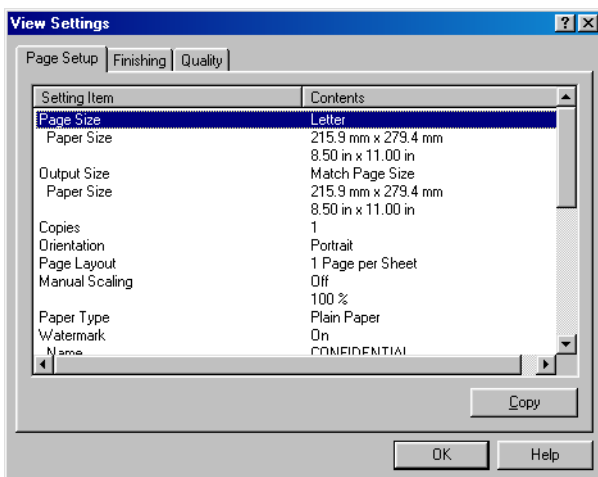 View Settings
Page Setup Finishing Quality
Setting Item Contents
Page Size Letter
Paper Size 215.9 mm x 279.4 mm
8.50 in x 11.00 in
Output Size Match Page Size
Paper Size 215.9 mm x 279.4 mm
8.50 in x 11.00 in
Copies 1
Orientation Portrait
Page Layout 1 Page per Sheet
Manual Scaling Off
100 %
Paper Type Plain Paper
Watermark On
Name CONFIDENTIAL
Copy
OK Help